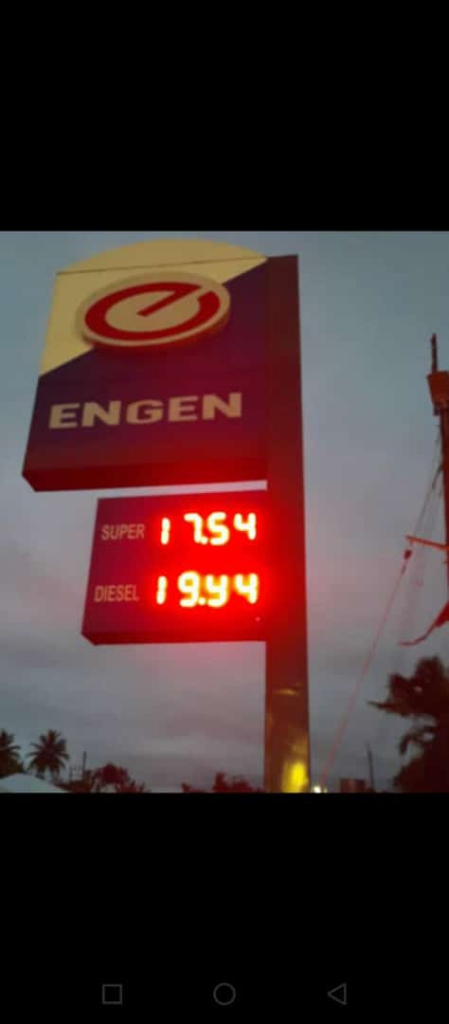 e
ENGEN
SUPER 17.54
DIESEL 19.94